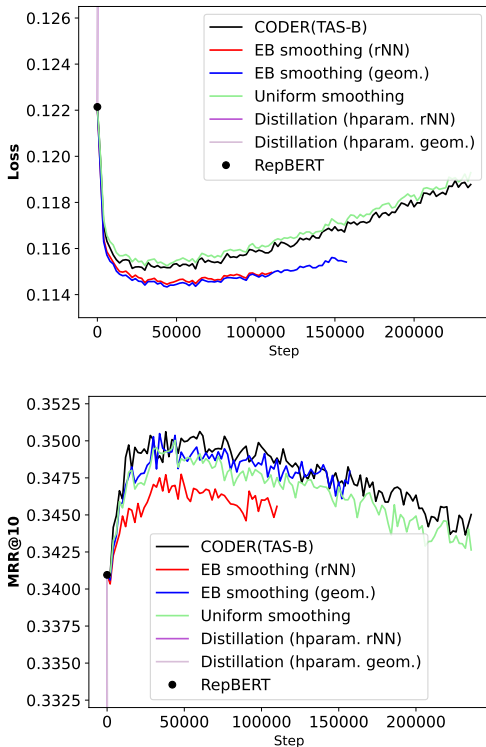 0.126
0.124
0.122
0.120
0.118
0.116
0.114
Loss
CODER(TAS-B)
EB smoothing (rNN)
EB smoothing (geom.)
Uniform smoothing
Distillation (hparam. rNN)
Distillation (hparam. geom.)
RepBERT
0 50000 100000 150000 200000
Step
0.3525
0.3500
0.3475
0.3450
0.3425
0.3400
0.3375
0.3350
0.3325
MRR@10
CODER(TAS-B)
EB smoothing (rNN)
EB smoothing (geom.)
Uniform smoothing
Distillation (hparam. rNN)
Distillation (hparam. geom.)
RepBERT
0 50000 100000 150000 200000
Step